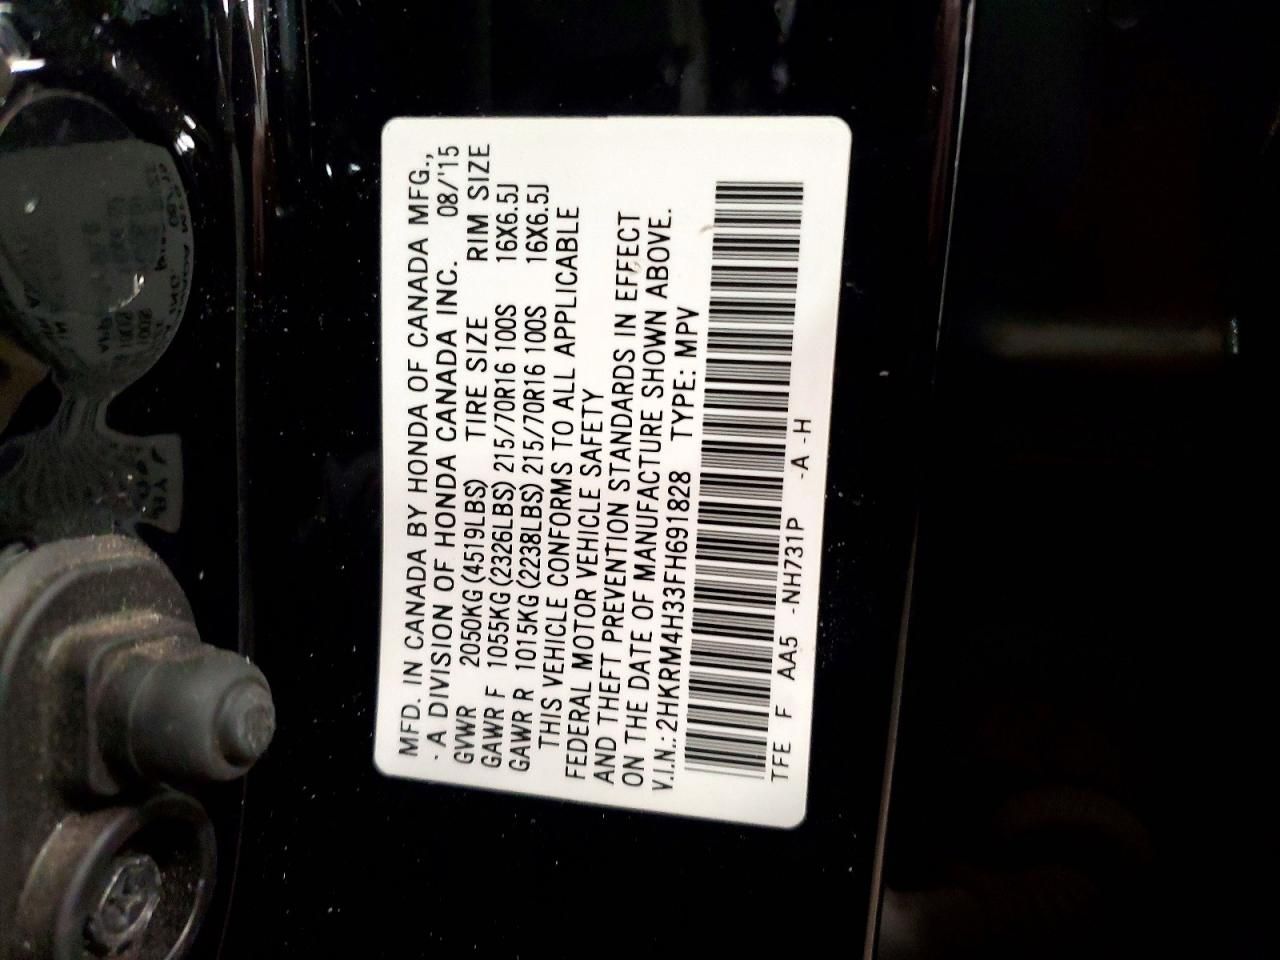 MFD. IN CANADA BY HONDA OF CANADA MFG.,
A DIVISION OF HONDA CANADA INC. 08/'15
GVWR 2050KG(4519LBS) TIRE SIZE RIM SIZE
GAWR F 1055KG(2326LBS) 215/70R16 100S 16X6.5J
GAWR R 1015KG(2238LBS) 215/70R16 100S 16X6.5J
THIS VEHICLE CONFORMS TO ALL APPLICABLE
FEDERAL MOTOR VEHICLE SAFETY
AND THEFT PREVENTION STANDARDS IN EFFECT
ON THE DATE OF MANUFACTURE SHOWN ABOVE.
V.I.N.: 2HKRM4H33FH691828 TYPE: MPV
TFE F AA5 -NH731P -A -H